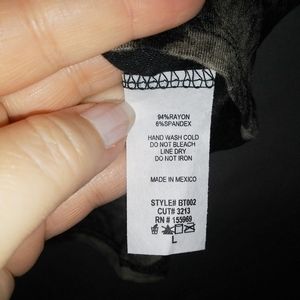 94%RAYON
6%SPANDEX
HAND WASH COLD
DO NOT BLEACH
LINE DRY
DO NOT IRON
MADE IN MEXICO
STYLE# BT002
CUT# 3213
RN # 155969
L